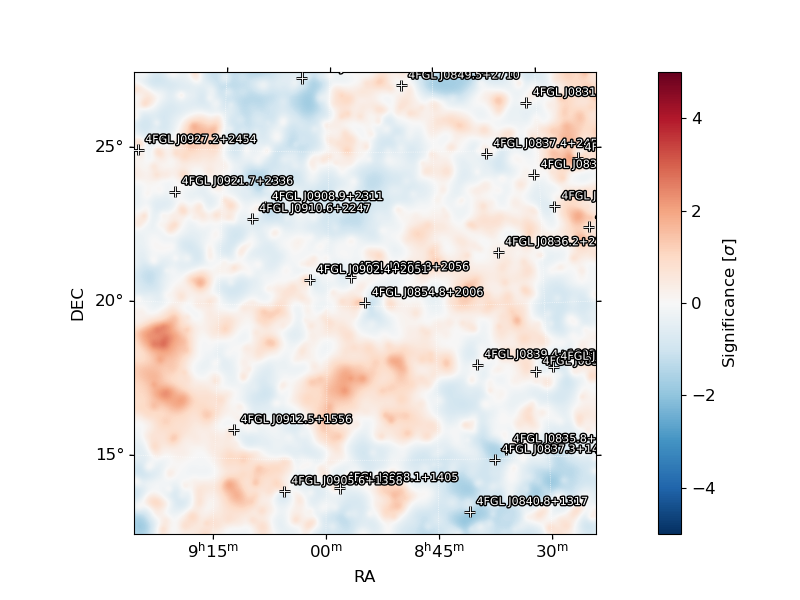 4FGL J0849.5+2710
4FGL J0831
4FGL J0927.2+2454
4FGL J0837.4+245
4FGL J083
4FGL J0921.7+2336
4FGL J0908.9+2311
4FGL J
4FGL J0910.6+2247
4FGL J0836.2+2
4FGL J0902.4+2051
+2056
4FGL J0854.8+2006
4FGL J0839.4
4FGL J0912.5+1556
4FGL J0835.8+
4FGL J0837.3+14
4FGL J0905.6+1358
+1405
4FGL J0840.8+1317
25°
20°
15°
DEC
9h15m 00m 8h45m 30m
RA
4
2
0
−2
−4
Significance [σ]